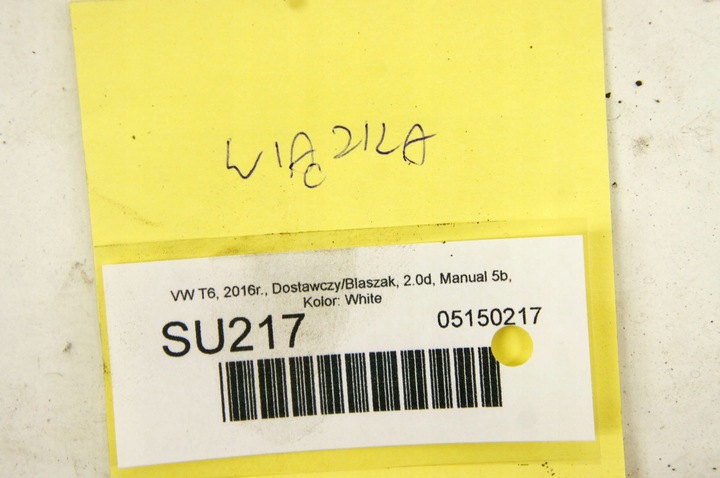 WIĄZKA
VW T6, 2016r., Dostawczy/Blaszak, 2.0d, Manual 5b,
Kolor: White
SU217
05150217